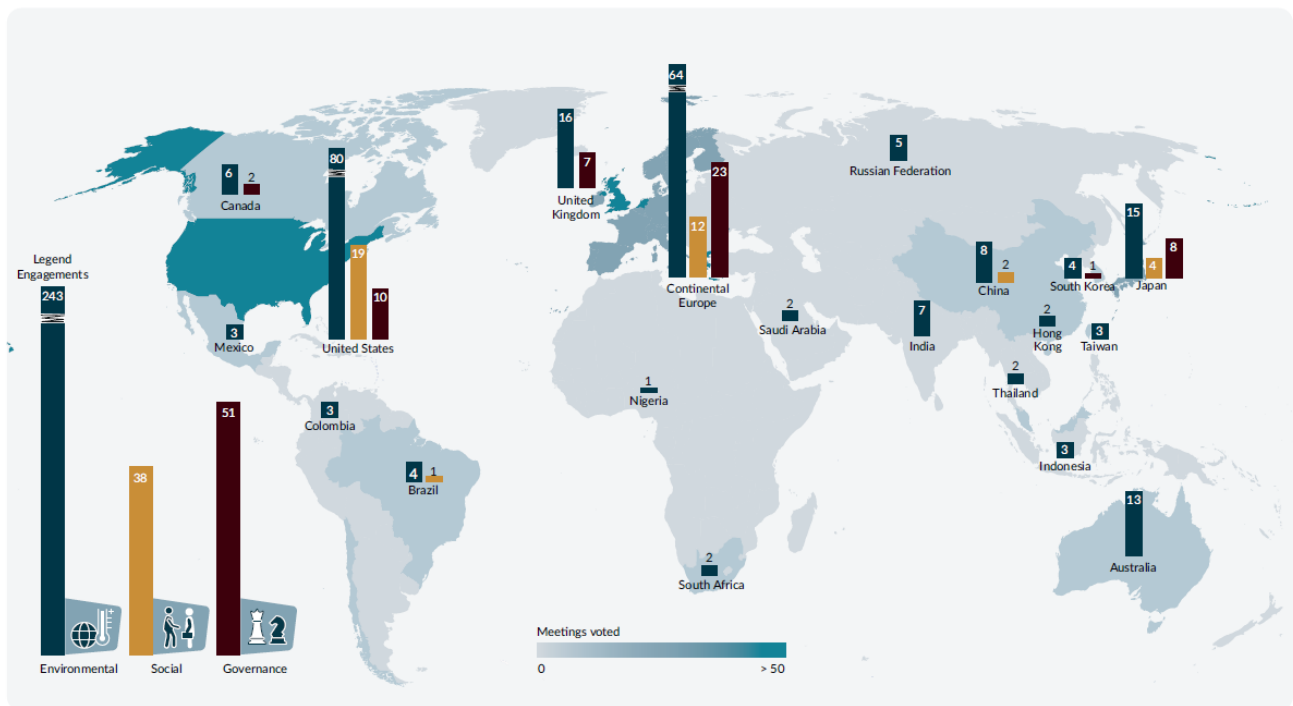 64
16
7
United
Kingdom
23
12
Continental
Europe
5
Russian Federation
6
2
Canada
80
19
10
United States
3
Mexico
Legend
Engagements
243
51
38
Environmental
Social
Governance
3
Colombia
4
1
Brazil
1
Nigeria
2
South Africa
2
Saudi Arabia
7
India
8
2
China
4
1
South Korea
15
4
8
Japan
2
Hong
Kong
3
Taiwan
2
Thailand
3
Indonesia
13
Australia
Meetings voted
0
> 50